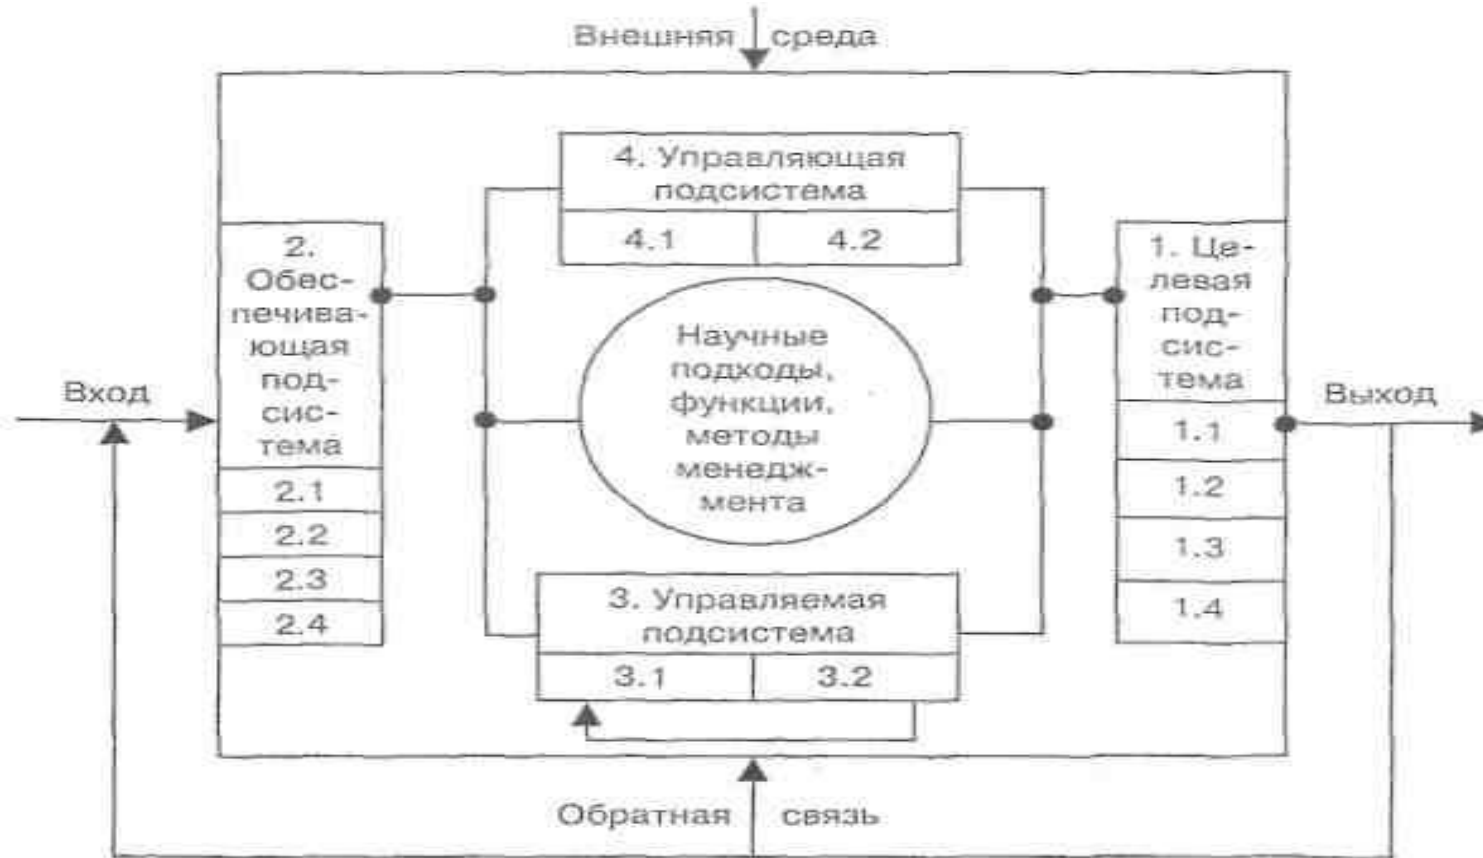 Внешняя среда
4. Управляющая
подсистема
4.1 4.2
2.
Обес-
печива-
ющая
под-
сис-
тема
2.1
2.2
2.3
2.4
Научные
подходы,
функции,
методы
менедж-
мента
1. Це-
левая
под-
сис-
тема
1.1
1.2
1.3
1.4
Вход
Выход
3. Управляемая
подсистема
3.1 3.2
Обратная связь